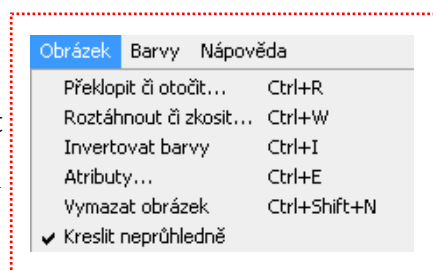 Obrázek Barvy Nápověda
Překlopit či otočit... Ctrl+R
Roztáhnout či zkosit... Ctrl+W
Invertovat barvy Ctrl+I
Atributy... Ctrl+E
Vymazat obrázek Ctrl+Shift+N
Kreslit neprůhledně